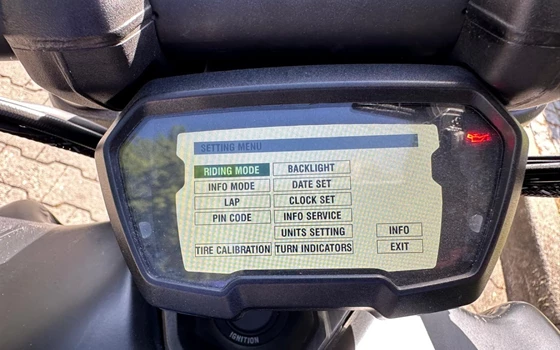 SETTING MENU
RIDING MODE BACKLIGHT
INFO MODE DATE SET
LAP CLOCK SET
PIN CODE INFO SERVICE
UNITS SETTING INFO
TIRE CALIBRATION TURN INDICATORS EXIT
IGNITION